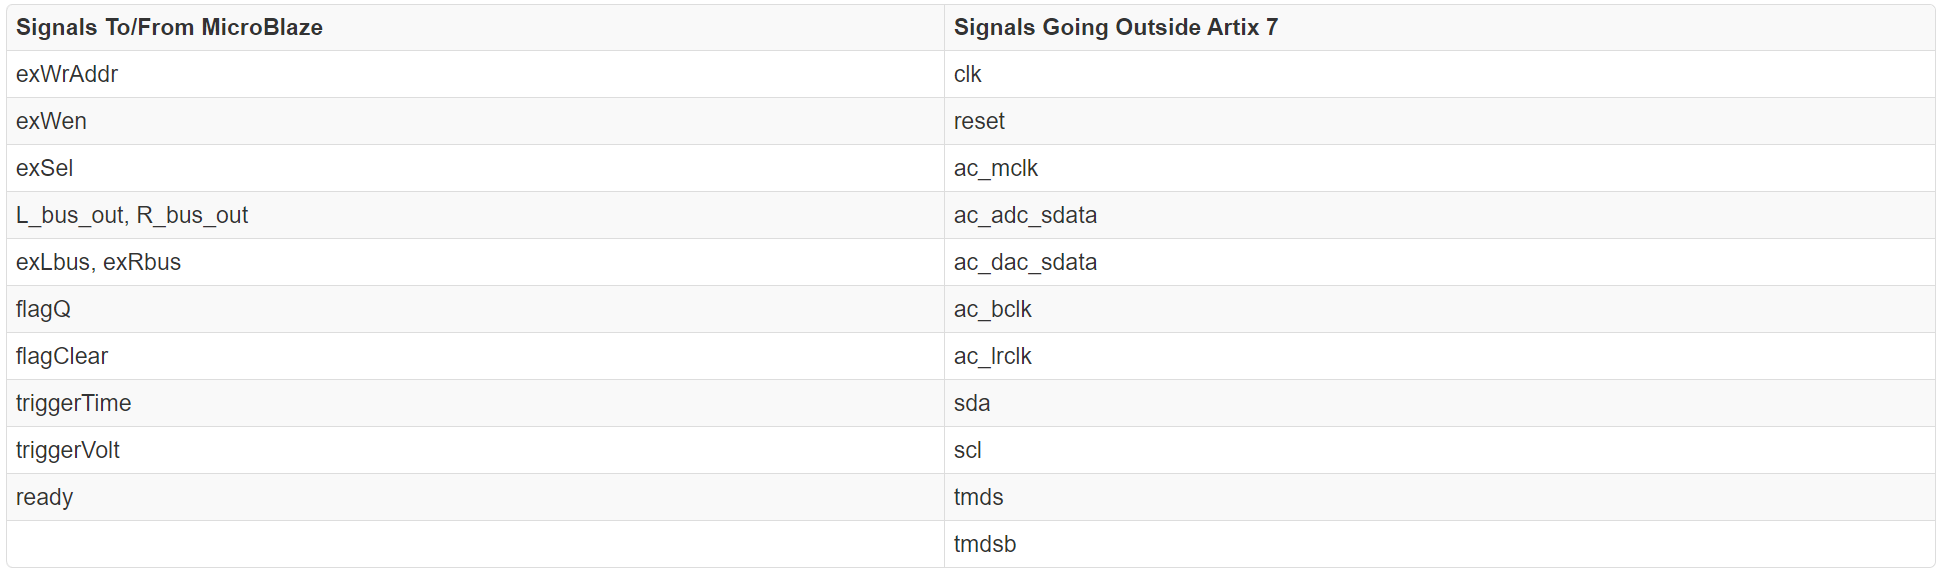 Signals To/From MicroBlaze Signals Going Outside Artix 7
exWrAddr clk
exWen reset
exSel ac_mclk
L_bus_out, R_bus_out ac_adc_sdata
exLbus, exRbus ac_dac_sdata
flagQ ac_bclk
flagClear ac_lrclk
triggerTime sda
triggerVolt scl
ready tmds
tmdsb